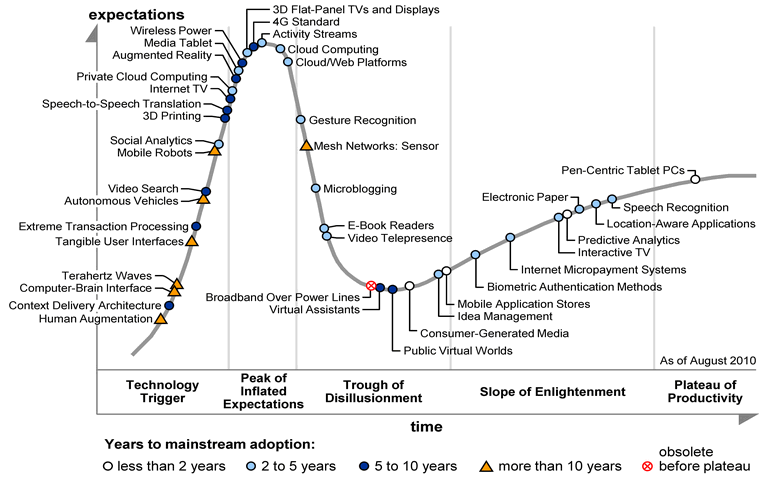 expectations
3D Flat-Panel TVs and Displays
4G Standard
Wireless Power
Activity Streams
Media Tablet
Cloud Computing
Augmented Reality
Cloud/Web Platforms
Private Cloud Computing
Internet TV
Speech-to-Speech Translation
3D Printing
Gesture Recognition
Social Analytics
Mesh Networks: Sensor
Mobile Robots
Pen-Centric Tablet PCs
Video Search
Microblogging
Autonomous Vehicles
Electronic Paper
Speech Recognition
Extreme Transaction Processing
E-Book Readers
Location-Aware Applications
Tangible User Interfaces
Video Telepresence
Predictive Analytics
Interactive TV
Internet Micropayment Systems
Terahertz Waves
Computer-Brain Interface
Biometric Authentication Methods
Broadband Over Power Lines
Context Delivery Architecture
Virtual Assistants
Mobile Application Stores
Human Augmentation
Idea Management
Consumer-Generated Media
Public Virtual Worlds
As of August 2010
Technology
Trigger
Peak of
Inflated
Expectations
Trough of
Disillusionment
Slope of Enlightenment
Plateau of
Productivity
time
Years to mainstream adoption:
less than 2 years
2 to 5 years
5 to 10 years
more than 10 years
obsolete
before plateau